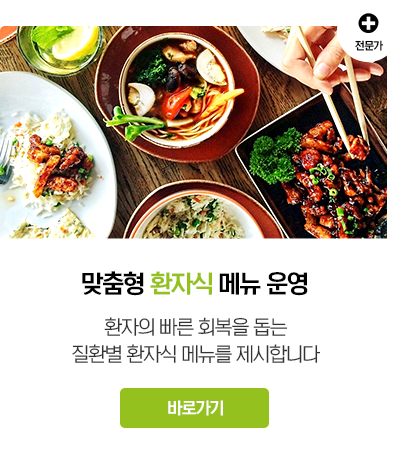 전문가
맞춤형 환자식 메뉴 운영
환자의 빠른 회복을 돕는
질환별 환자식 메뉴를 제시합니다
바로가기